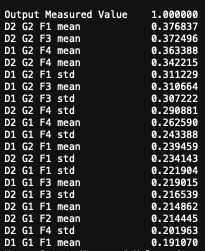 Output Measured Value 1.000000
D2 G2 F1 mean 0.376837
D2 G2 F3 mean 0.372496
D1 G2 F4 mean 0.363388
D2 G2 F4 mean 0.342215
D1 G2 F1 std 0.311229
D1 G2 F3 mean 0.310664
D1 G2 F3 std 0.307222
D2 G2 F4 std 0.290881
D2 G1 F4 mean 0.262590
D1 G2 F4 std 0.243388
D1 G2 F1 mean 0.239459
D2 G2 F1 std 0.234143
D2 G1 F1 std 0.221904
D1 G1 F3 mean 0.219015
D1 G1 F3 std 0.216539
D2 G1 F1 mean 0.214862
D2 G1 F2 mean 0.214445
D2 G1 F4 std 0.201963
D1 G1 F1 mean 0.191070